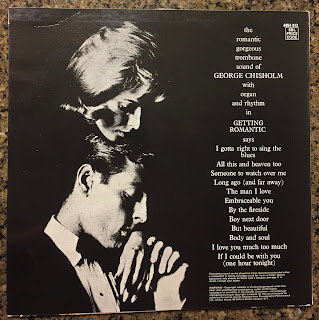 the
romantic
gorgeous
trombone
sound of
GEORGE CHISHOLM
with
organ
and rhythm
in
GETTING
ROMANTIC
says
I gotta right to sing the
blues
All this and heaven too
Someone to watch over me
Long ago (and far away)
The man I love
Embraceable you
By the fireside
Boy next door
But beautiful
Body and soul
I love you much too much
If I could be with you
(one hour tonight)
PRICE
CODE